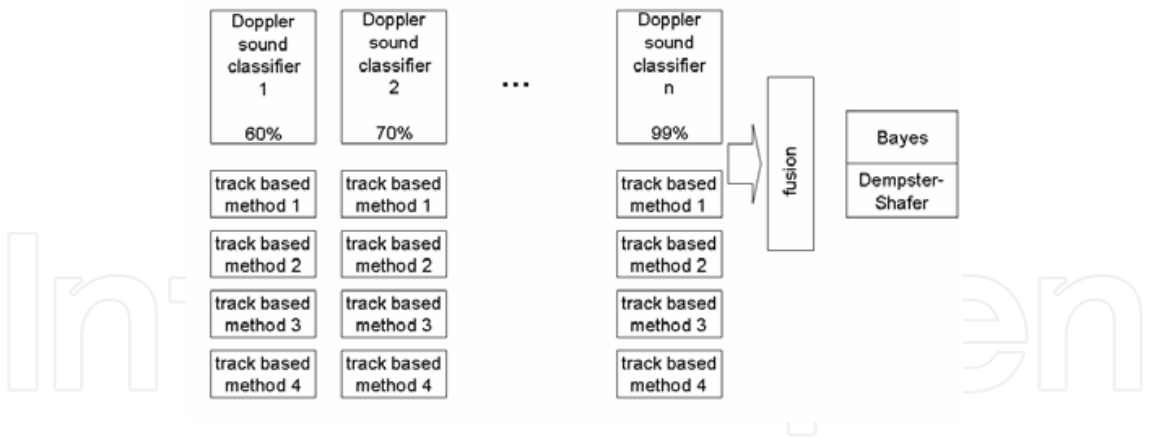 Doppler
sound
classifier
1
60%
Doppler
sound
classifier
2
70%
...
Doppler
sound
classifier
n
99%
track based
method 1
track based
method 1
track based
method 1
track based
method 2
track based
method 2
track based
method 2
track based
method 3
track based
method 3
track based
method 3
track based
method 4
track based
method 4
track based
method 4
fusion
Bayes
Dempster-
Shafer